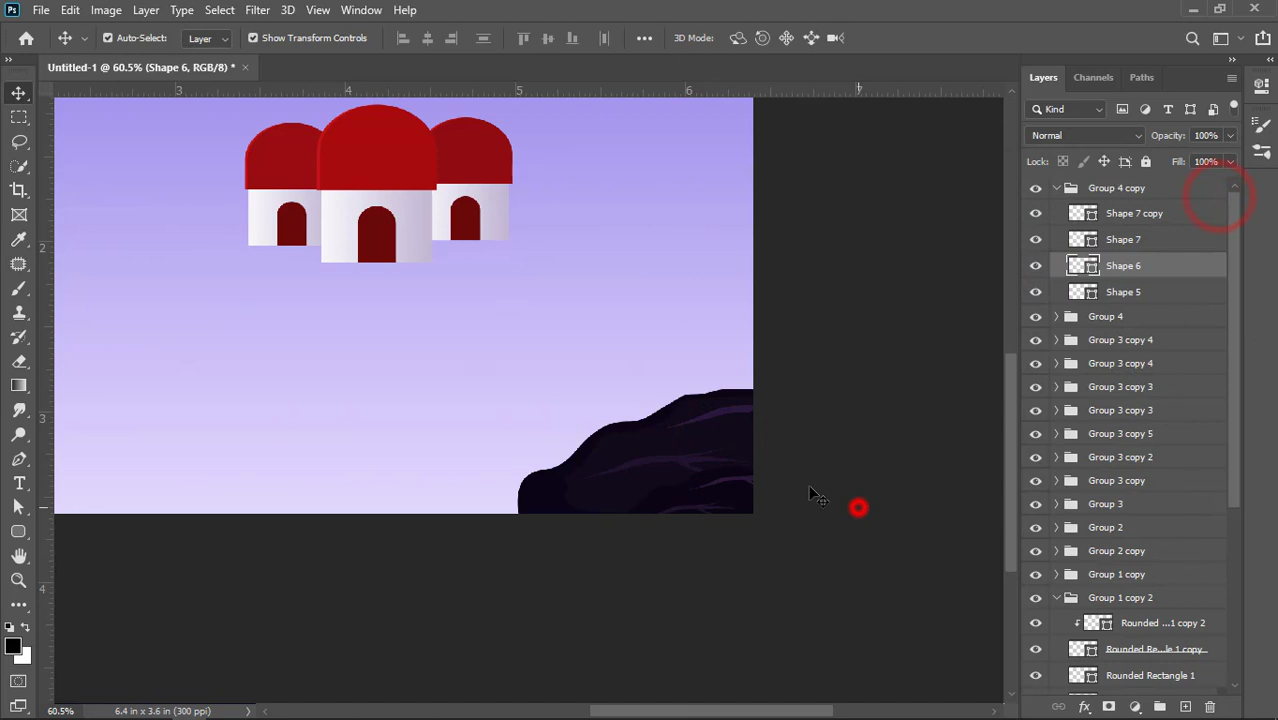 Ps File Edit Image Layer Type Select Filter 3D View Window Help
Auto-Select: Layer Show Transform Controls 3D Mode:
Untitled-1 @ 60.5% (Shape 6, RGB/8) * ×
3 4 5 6 7
2
3
4
Layers Channels Paths
Kind
Normal Opacity: 100%
Lock: Fill: 100%
Group 4 copy
Shape 7 copy
Shape 7
Shape 6
Shape 5
Group 4
Group 3 copy 4
Group 3 copy 4
Group 3 copy 3
Group 3 copy 3
Group 3 copy 5
Group 3 copy 2
Group 3 copy
Group 3
Group 2
Group 2 copy
Group 1 copy
Group 1 copy 2
Rounded ...1 copy 2
Rounded Re...le 1 copy
Rounded Rectangle 1
60.5% 6.4 in x 3.6 in (300 ppi)